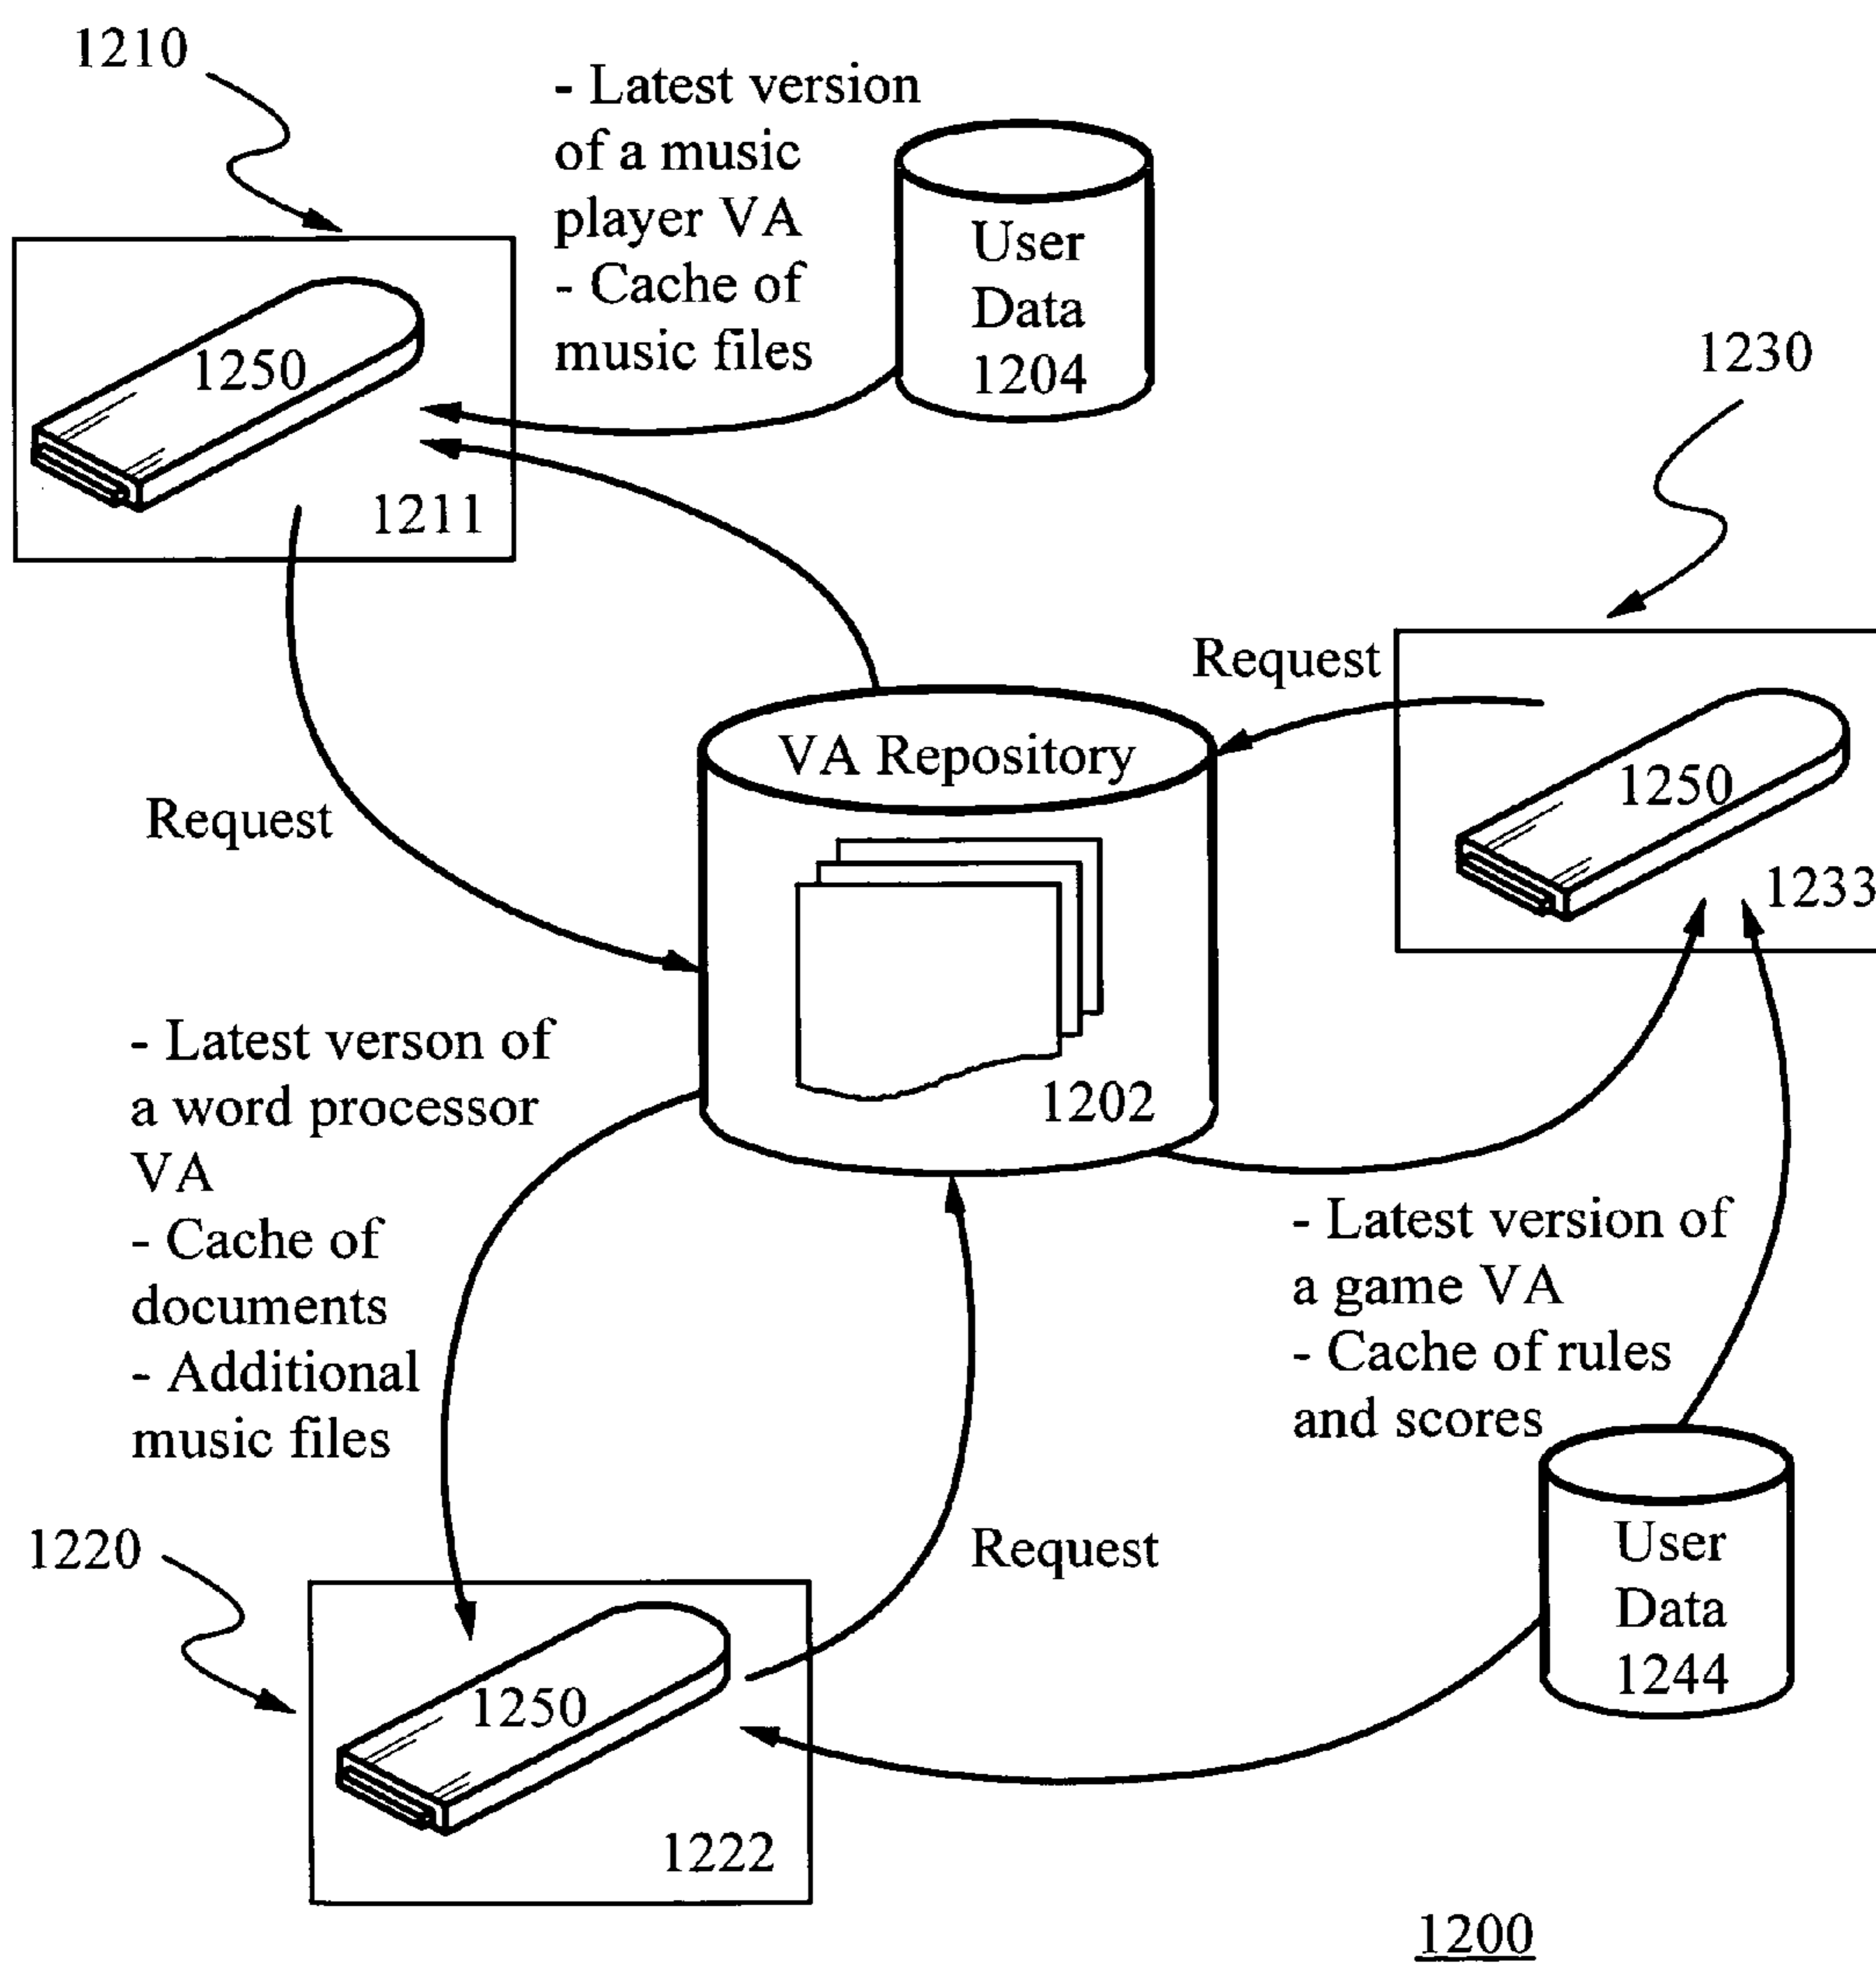 1210
- Latest version
of a music
player VA
- Cache of
music files
User
Data
1204
1230
1250
1211
Request
VA Repository
1250
1233
Request
1202
- Latest verson of
a word processor
VA
- Cache of
documents
- Additional
music files
- Latest version of
a game VA
- Cache of rules
and scores
1220
Request
User
Data
1244
1250
1222
1200